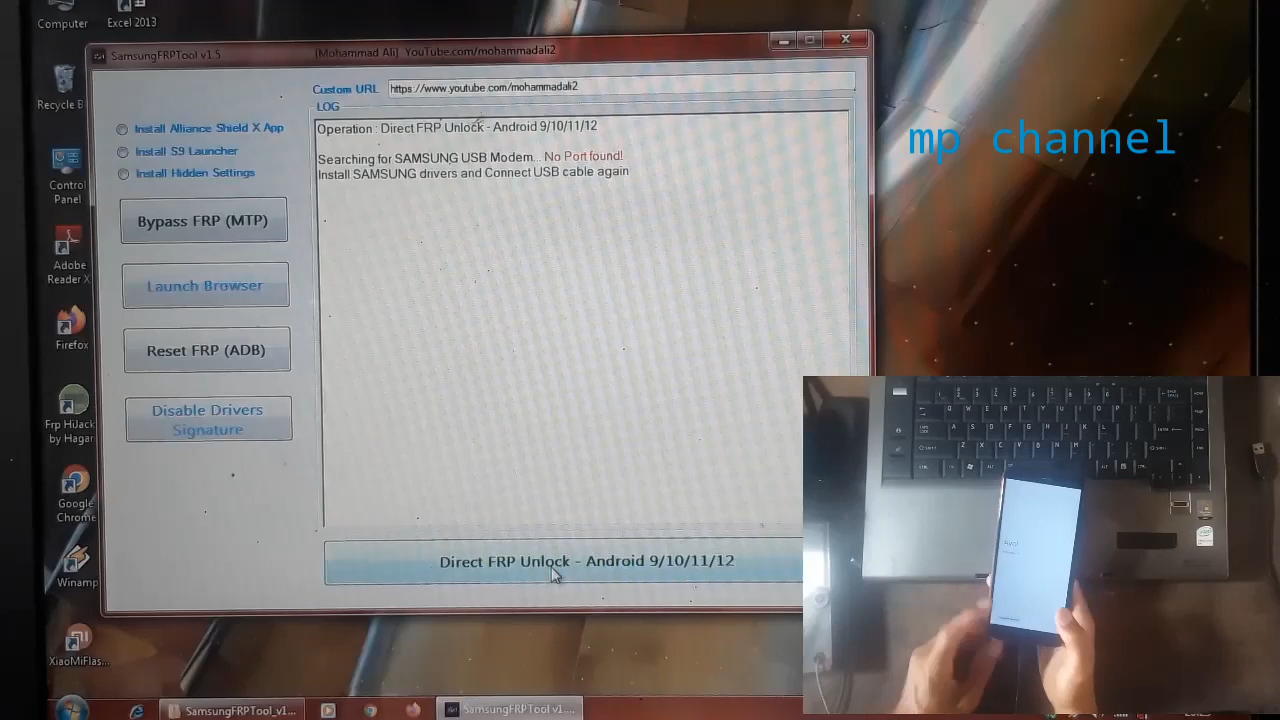 Computer
Excel 2013
Recycle B
Control
Panel
Adobe
Reader X
Firefox
Frp HiJack
by Hagar
Google
Chrome
Winamp
XiaoMiFlas...
SamsungFRPTool v1.5
[Mohammad Ali] YouTube.com/mohammadali2
Custom URL
https://www.youtube.com/mohammadali2
LOG
Install Alliance Shield X App
Install S9 Launcher
Install Hidden Settings
Bypass FRP (MTP)
Launch Browser
Reset FRP (ADB)
Disable Drivers
Signature
Operation : Direct FRP Unlock - Android 9/10/11/12
Searching for SAMSUNG USB Modem... No Port found!
Install SAMSUNG drivers and Connect USB cable again
Direct FRP Unlock - Android 9/10/11/12
mp channel
Q W E R T Y U I O P
A S D F G H J K L
Z X C V B N M
SamsungFRPTool_v1...
SamsungFRPTool v1....